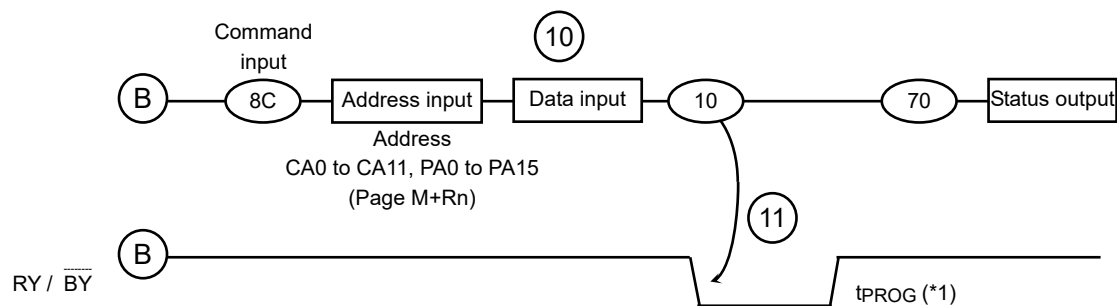 Command
input
10
B
8C
Address input
Data input
10
70
Status output
Address
CA0 to CA11, PA0 to PA15
(Page M+Rn)
11
B
RY / BY
tPROG (*1)